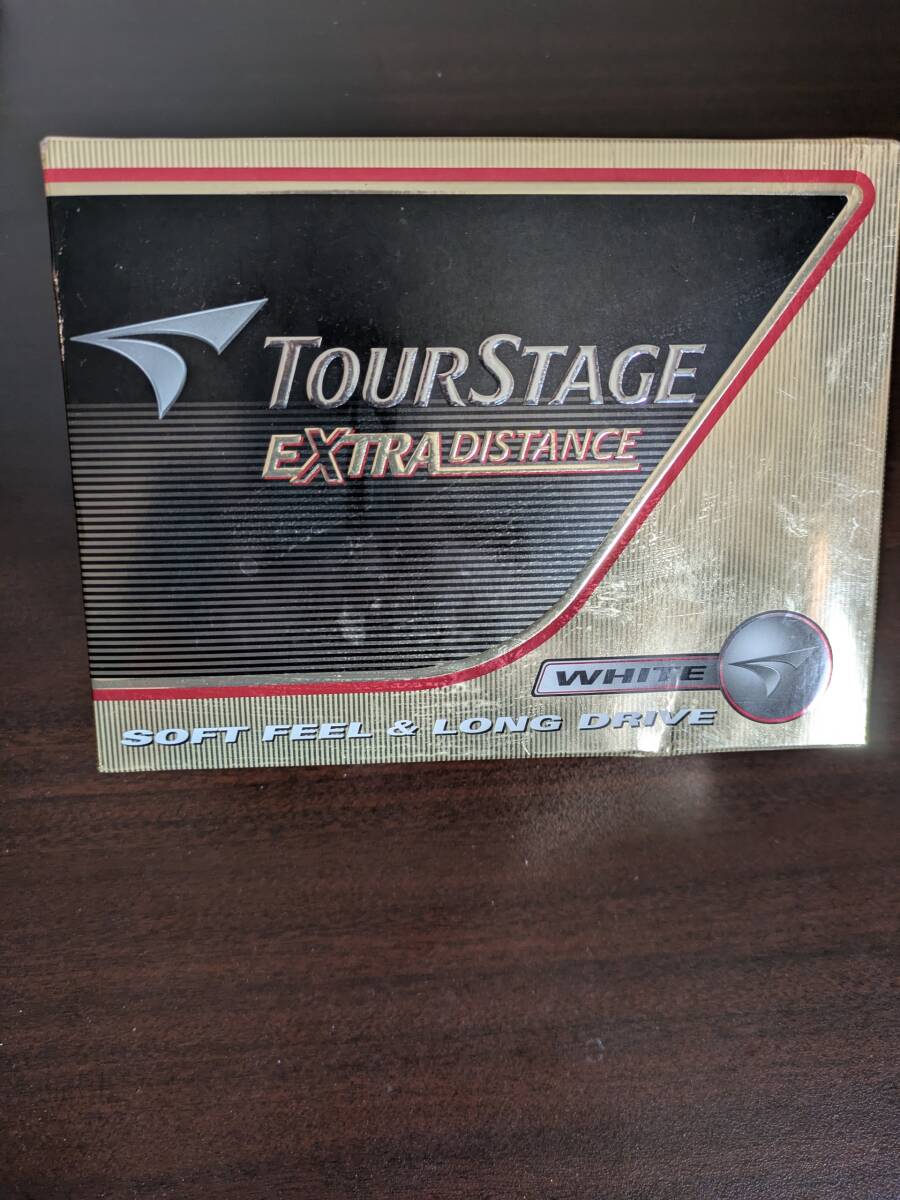 TOURSTAGE
EXTRA DISTANCE
WHITE
SOFT FEEL & LONG DRIVE